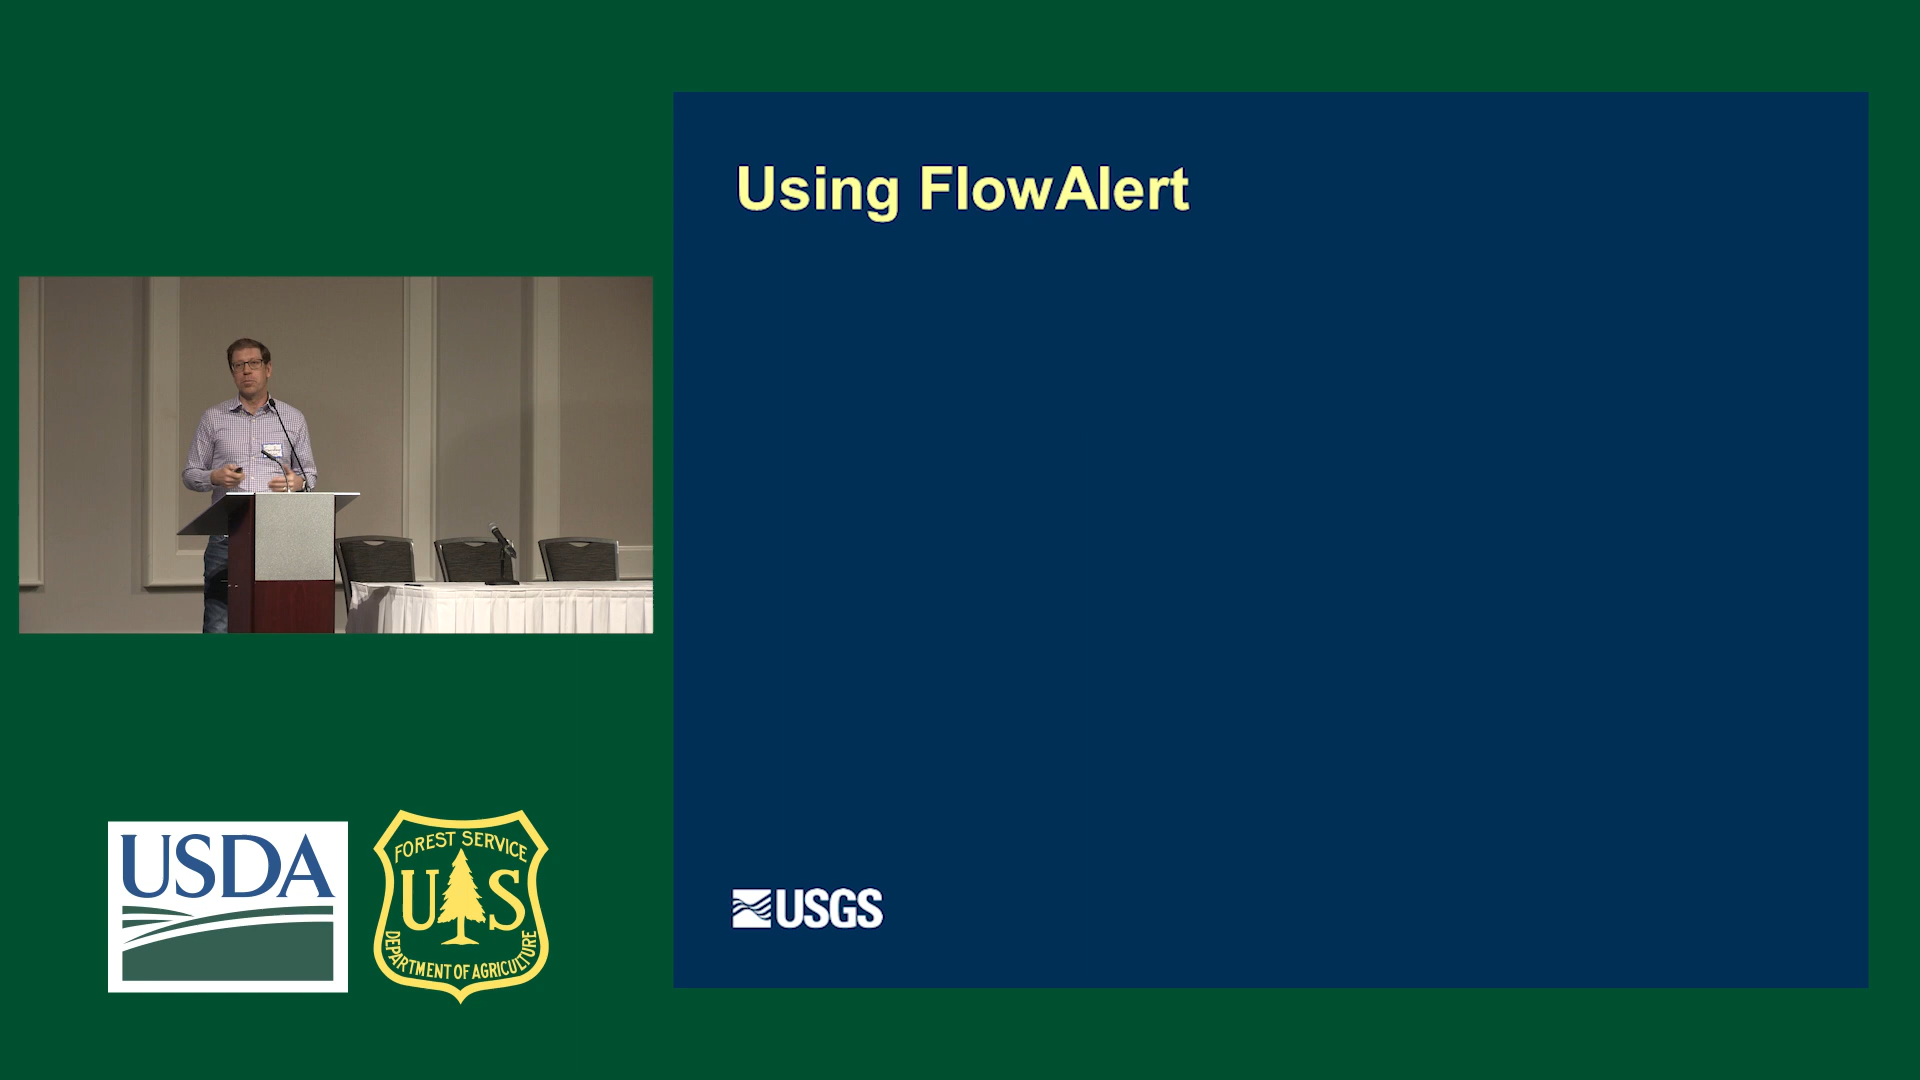 Using FlowAlert
USGS
USDA
FOREST SERVICE
U S
DEPARTMENT OF AGRICULTURE